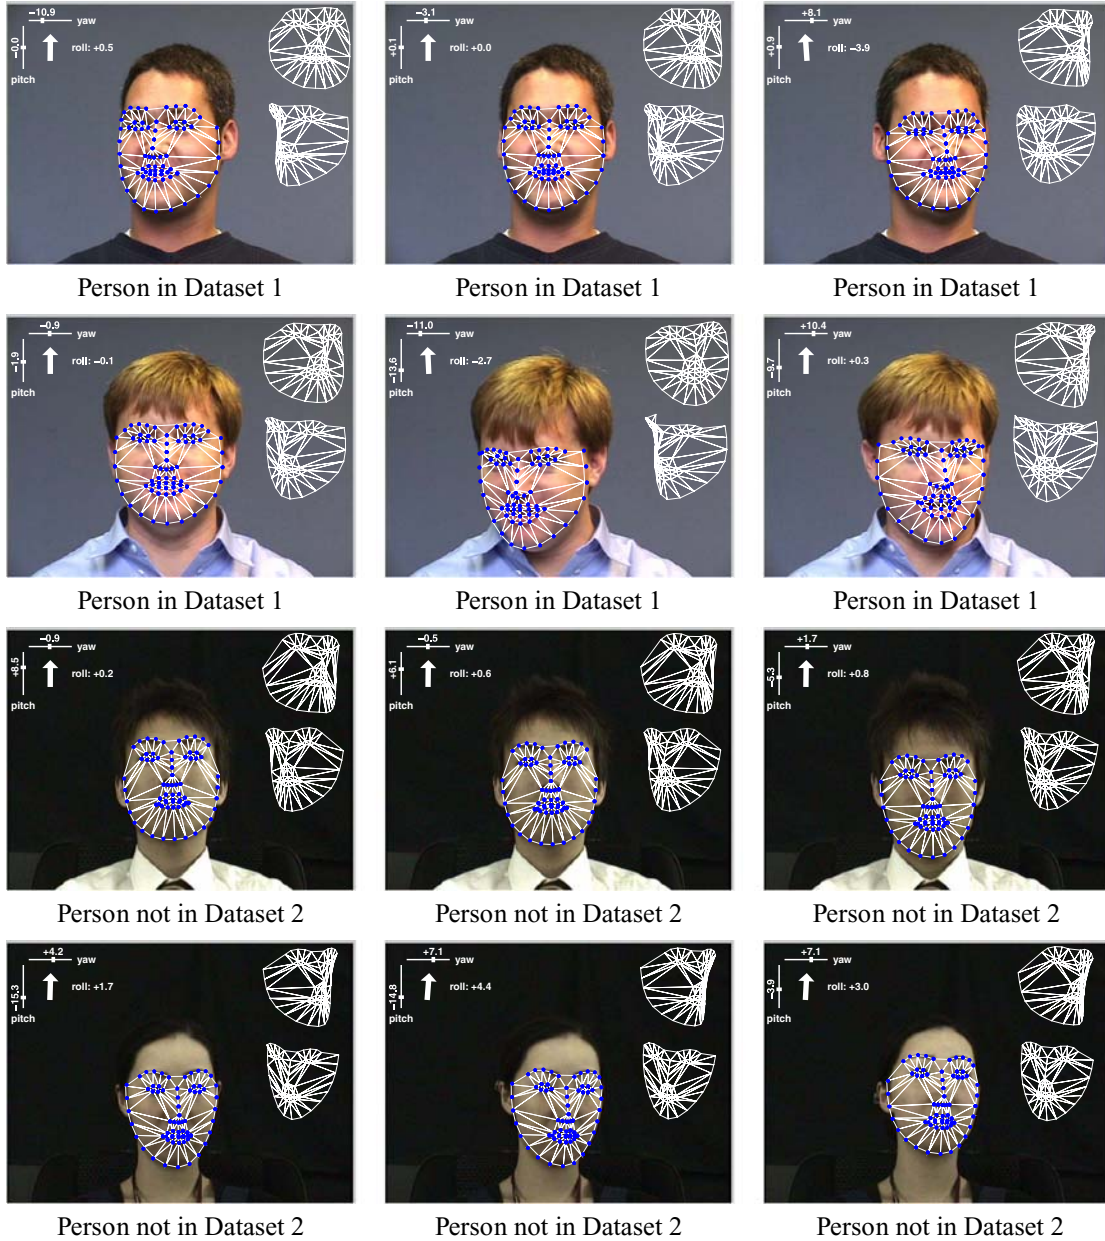 −10.9
yaw
−0.0
roll: +0.5
pitch
−3.1
yaw
+0.1
roll: +0.0
pitch
+8.1
yaw
+0.9
roll: −3.9
pitch
Person in Dataset 1
Person in Dataset 1
Person in Dataset 1
−0.9
yaw
−1.9
roll: −0.1
pitch
−11.0
yaw
−13.6
roll: −2.7
pitch
+10.4
yaw
−9.7
roll: +0.3
pitch
Person in Dataset 1
Person in Dataset 1
Person in Dataset 1
−0.9
yaw
+8.5
roll: +0.2
pitch
−0.5
yaw
+6.1
roll: +0.6
pitch
+1.7
yaw
−5.3
roll: +0.8
pitch
Person not in Dataset 2
Person not in Dataset 2
Person not in Dataset 2
+4.2
yaw
−15.3
roll: +1.7
pitch
+7.1
yaw
−14.8
roll: +4.4
pitch
+7.1
yaw
−3.9
roll: +3.0
pitch
Person not in Dataset 2
Person not in Dataset 2
Person not in Dataset 2